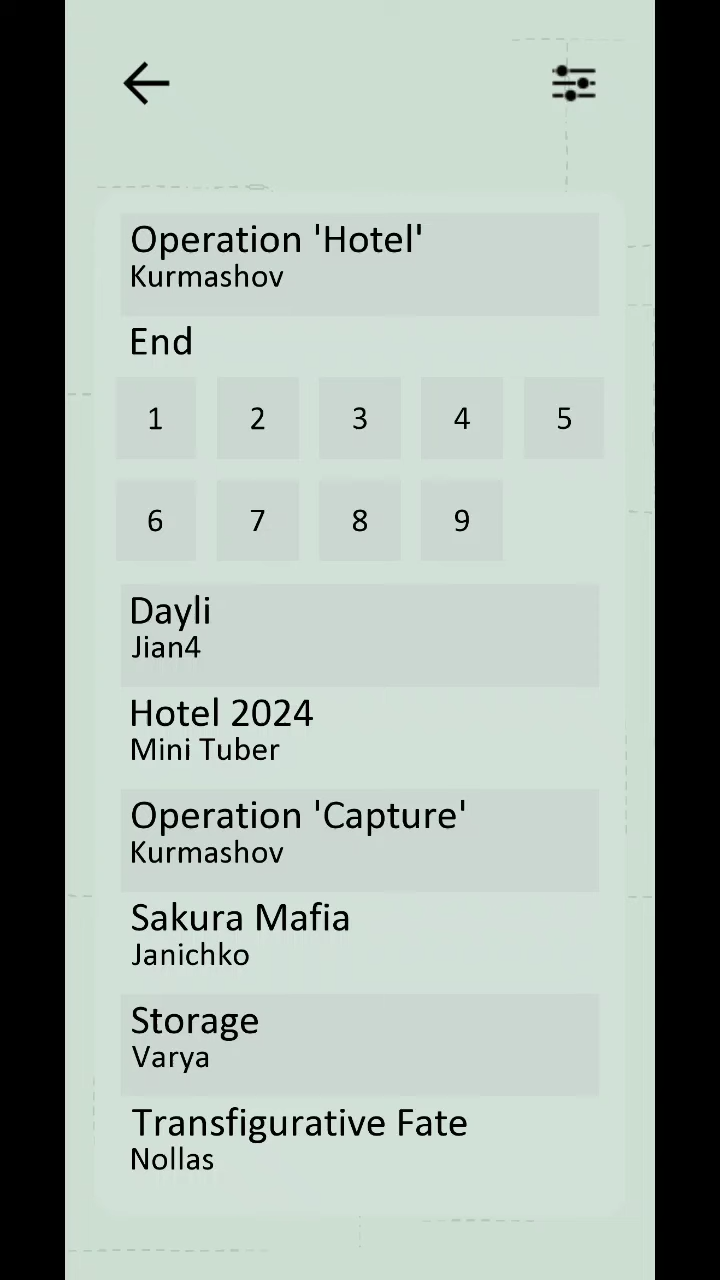 Operation 'Hotel'
Kurmashov
End
1 2 3 4 5
6 7 8 9
Dayli
Jian4
Hotel 2024
Mini Tuber
Operation 'Capture'
Kurmashov
Sakura Mafia
Janichko
Storage
Varya
Transfigurative Fate
Nollas